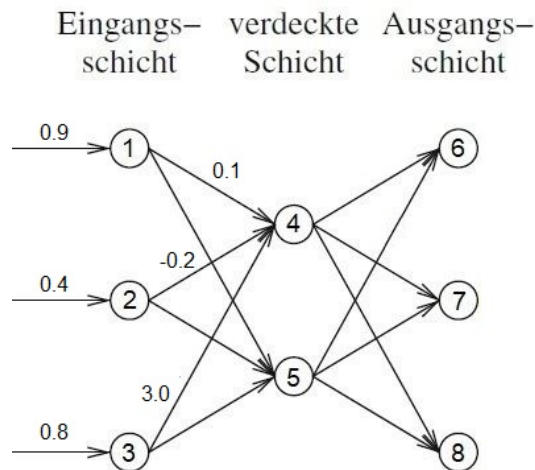 Eingangs– verdeckte Ausgangs–
schicht Schicht schicht
0.9 1 6
0.1
4
-0.2
0.4 2 7
5
3.0
0.8 3 8